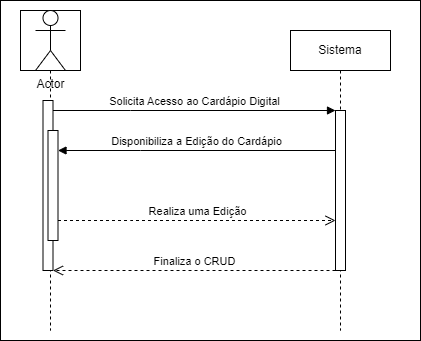 Sistema
Actor
Solicita Acesso ao Cardápio Digital
Disponibiliza a Edição do Cardápio
Realiza uma Edição
Finaliza o CRUD